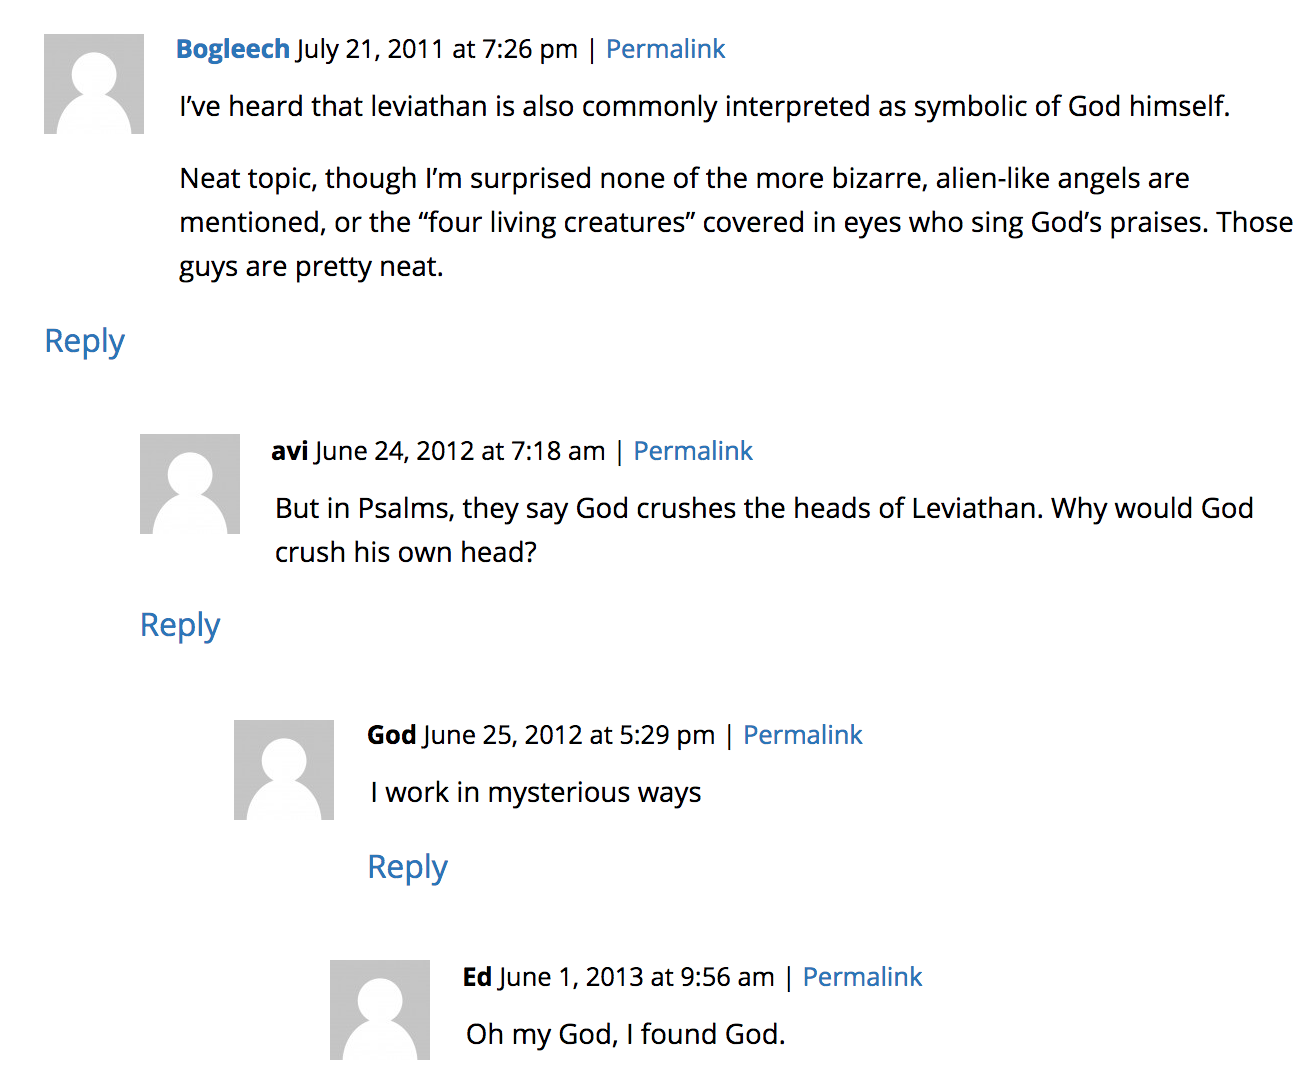 Bogleech July 21, 2011 at 7:26 pm | Permalink
I’ve heard that leviathan is also commonly interpreted as symbolic of God himself.
Neat topic, though I’m surprised none of the more bizarre, alien-like angels are
mentioned, or the “four living creatures” covered in eyes who sing God’s praises. Those
guys are pretty neat.
Reply
avi June 24, 2012 at 7:18 am | Permalink
But in Psalms, they say God crushes the heads of Leviathan. Why would God
crush his own head?
Reply
God June 25, 2012 at 5:29 pm | Permalink
I work in mysterious ways
Reply
Ed June 1, 2013 at 9:56 am | Permalink
Oh my God, I found God.